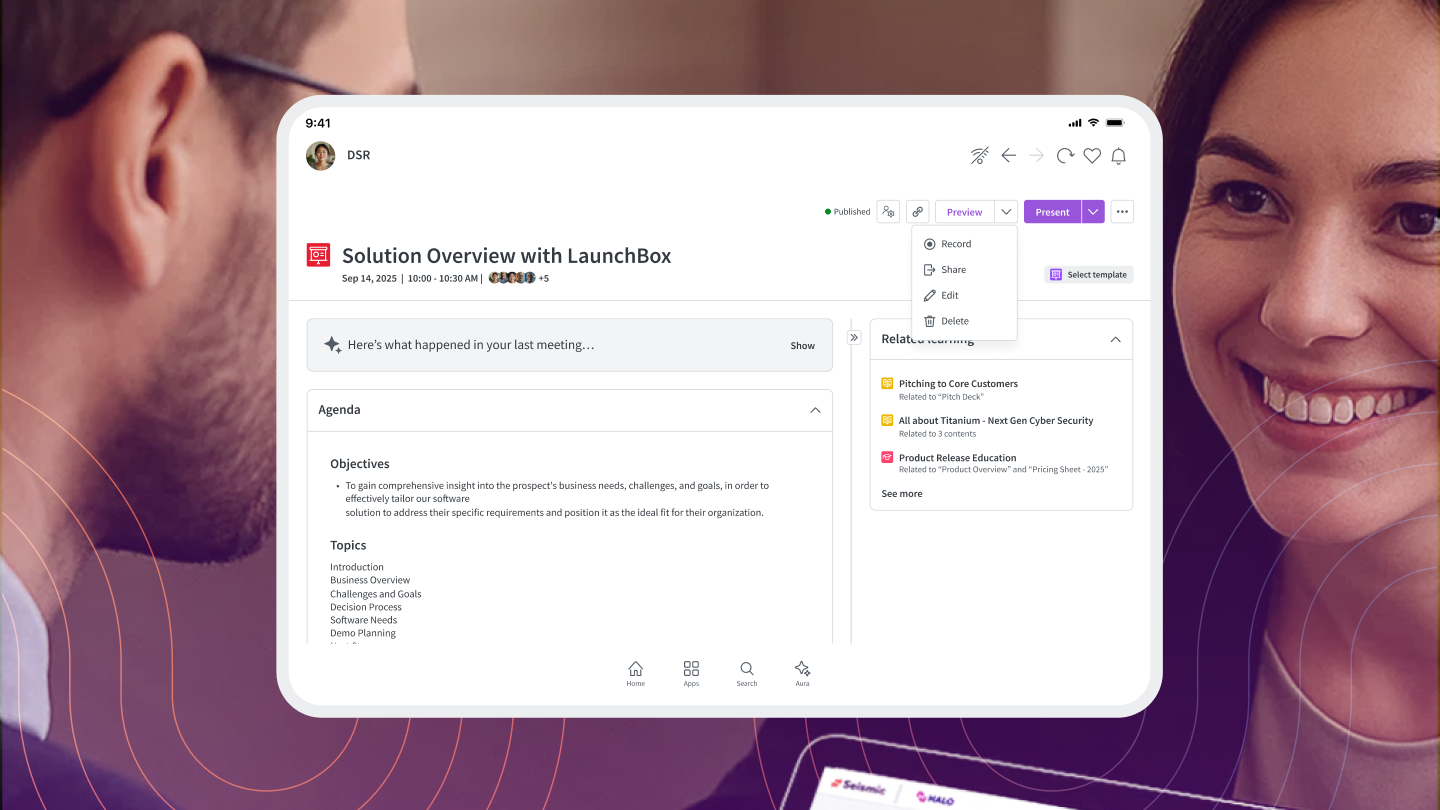 9:41
DSR
Published
Preview
Present
Record
Share
Edit
Delete
Solution Overview with LaunchBox
Sep 14, 2025 | 10:00 - 10:30 AM | +5
Select template
Here's what happened in your last meeting…
Show
Agenda
Objectives
• To gain comprehensive insight into the prospect's business needs, challenges, and goals, in order to
effectively tailor our software
solution to address their specific requirements and position it as the ideal fit for their organization.
Topics
Introduction
Business Overview
Challenges and Goals
Decision Process
Software Needs
Demo Planning
Related learning
Pitching to Core Customers
Related to "Pitch Deck"
All about Titanium - Next Gen Cyber Security
Related to 3 contents
Product Release Education
Related to "Product Overview" and "Pricing Sheet - 2025"
See more
Home
Apps
Search
Aura
Seismic
HALO